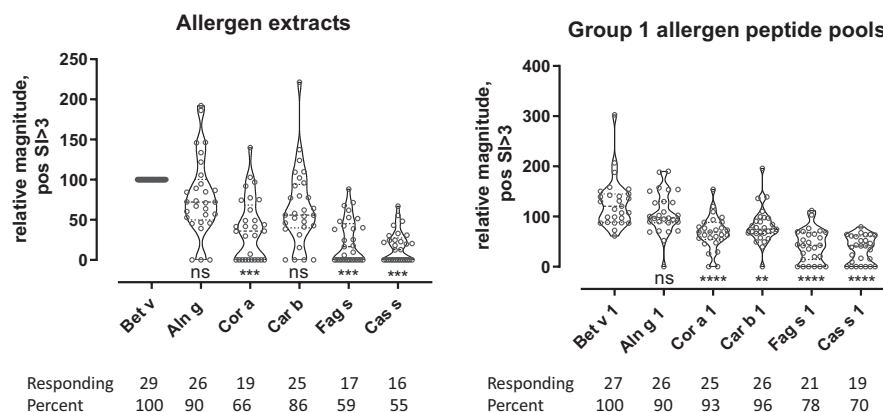 Allergen extracts
relative magnitude,
pos SI>3
250
200
150
100
50
0
ns
***
ns
***
***
Bet v
Aln g
Cor a
Car b
Fag s
Cas s
Responding 29 26 19 25 17 16
Percent 100 90 66 86 59 55
Group 1 allergen peptide pools
relative magnitude,
pos SI>3
400
300
200
100
0
ns
****
**
****
****
Bet v 1
Aln g 1
Cor a 1
Car b 1
Fag s 1
Cas s 1
Responding 27 26 25 26 21 19
Percent 100 90 93 96 78 70